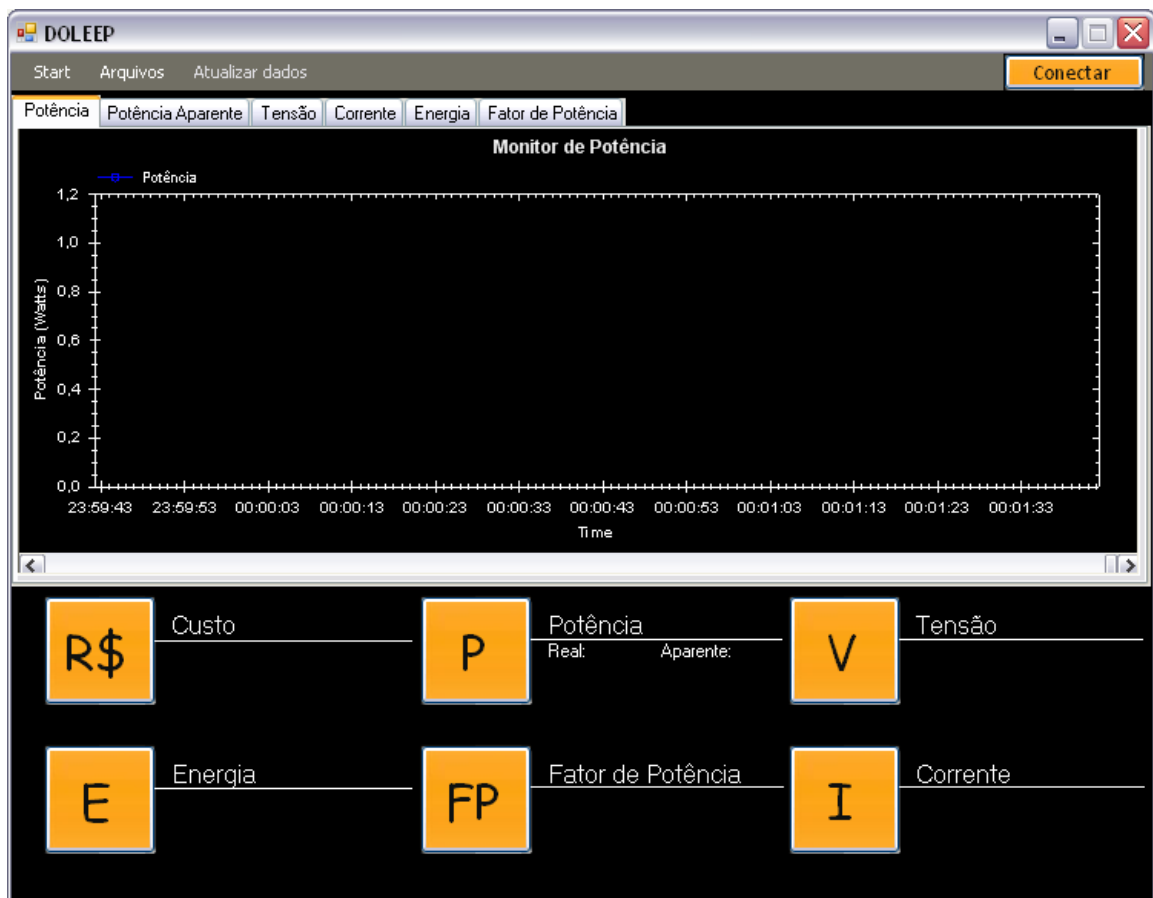 DOLEEP
Start Arquivos Atualizar dados Conectar
Potência Potência Aparente Tensão Corrente Energia Fator de Potência
Monitor de Potência
Potência
1,2
1,0
0,8
0,6
0,4
0,2
0,0
Potência (Watts)
23:59:43 23:59:53 00:00:03 00:00:13 00:00:23 00:00:33 00:00:43 00:00:53 00:01:03 00:01:13 00:01:23 00:01:33
Time
R$ Custo
P Potência
Real: Aparente:
V Tensão
E Energia
FP Fator de Potência
I Corrente